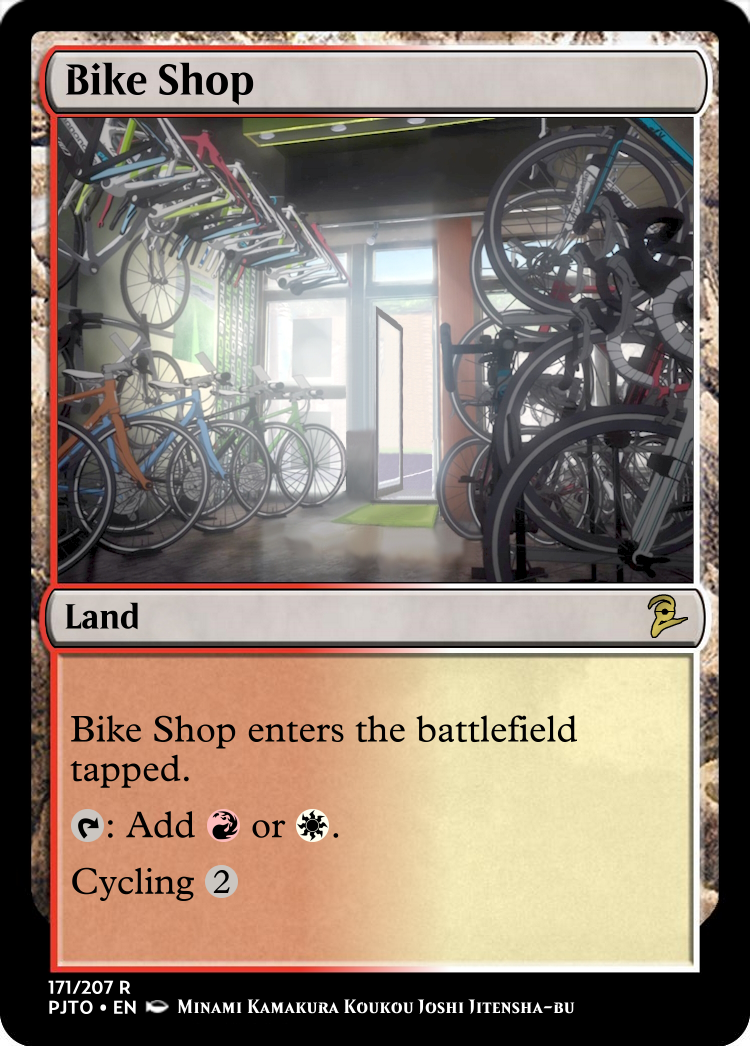 Bike Shop
Land
Bike Shop enters the battlefield
tapped.
: Add or .
Cycling 2
171/207 R
PJTO • EN Minami Kamakura Koukou Joshi Jitensha-bu